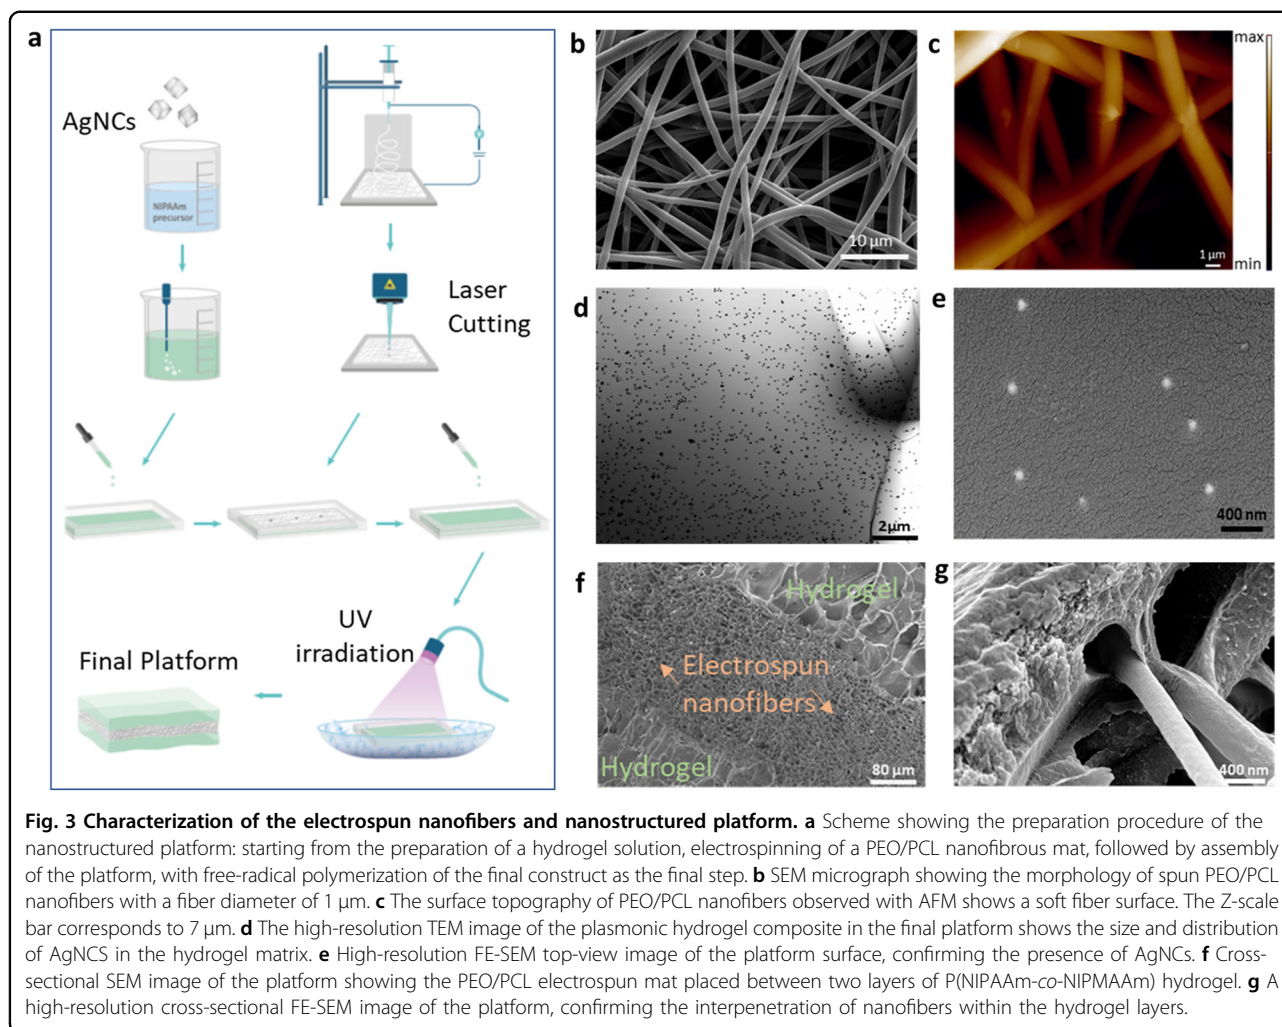 a
AgNCs
NIPAAm
precursor
Laser
Cutting
UV
irradiation
Final Platform
b
10 µm
c
max
min
1 µm
d
2µm
e
400 nm
f
Hydrogel
Electrospun
nanofibers
Hydrogel
80 µm
g
400 nm
Fig. 3 Characterization of the electrospun nanofibers and nanostructured platform. a Scheme showing the preparation procedure of the
nanostructured platform: starting from the preparation of a hydrogel solution, electrospinning of a PEO/PCL nanofibrous mat, followed by assembly
of the platform, with free-radical polymerization of the final construct as the final step. b SEM micrograph showing the morphology of spun PEO/PCL
nanofibers with a fiber diameter of 1 µm. c The surface topography of PEO/PCL nanofibers observed with AFM shows a soft fiber surface. The Z-scale
bar corresponds to 7 µm. d The high-resolution TEM image of the plasmonic hydrogel composite in the final platform shows the size and distribution
of AgNCS in the hydrogel matrix. e High-resolution FE-SEM top-view image of the platform surface, confirming the presence of AgNCs. f Cross-
sectional SEM image of the platform showing the PEO/PCL electrospun mat placed between two layers of P(NIPAAm-co-NIPMAAm) hydrogel. g A
high-resolution cross-sectional FE-SEM image of the platform, confirming the interpenetration of nanofibers within the hydrogel layers.